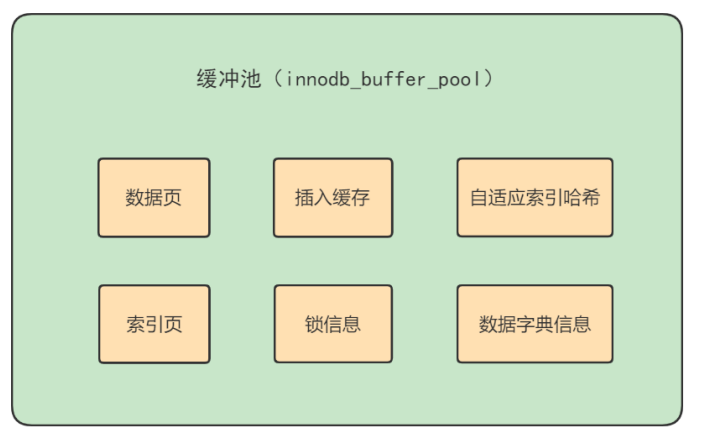 缓冲池（innodb_buffer_pool）
数据页
插入缓存
自适应索引哈希
索引页
锁信息
数据字典信息